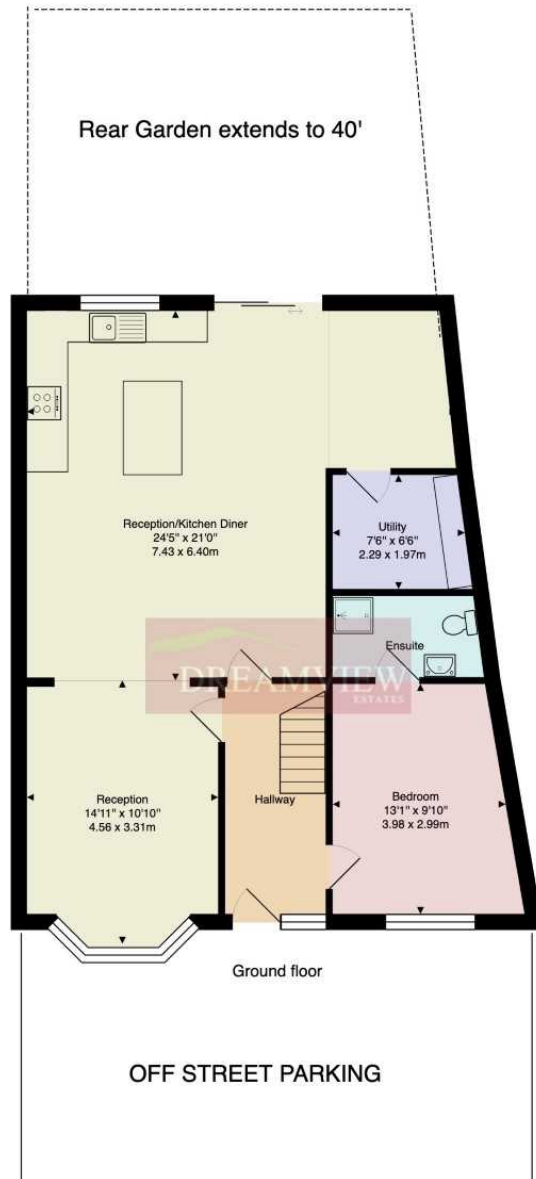 Rear Garden extends to 40'
Reception/Kitchen Diner
24'5" x 21'0"
7.43 x 6.40m
Utility
7'6" x 6'6"
2.29 x 1.97m
Ensuite
DREAMVIEW
ESTATES
Reception
14'11" x 10'10"
4.56 x 3.31m
Hallway
Bedroom
13'1" x 9'10"
3.98 x 2.99m
Ground floor
OFF STREET PARKING